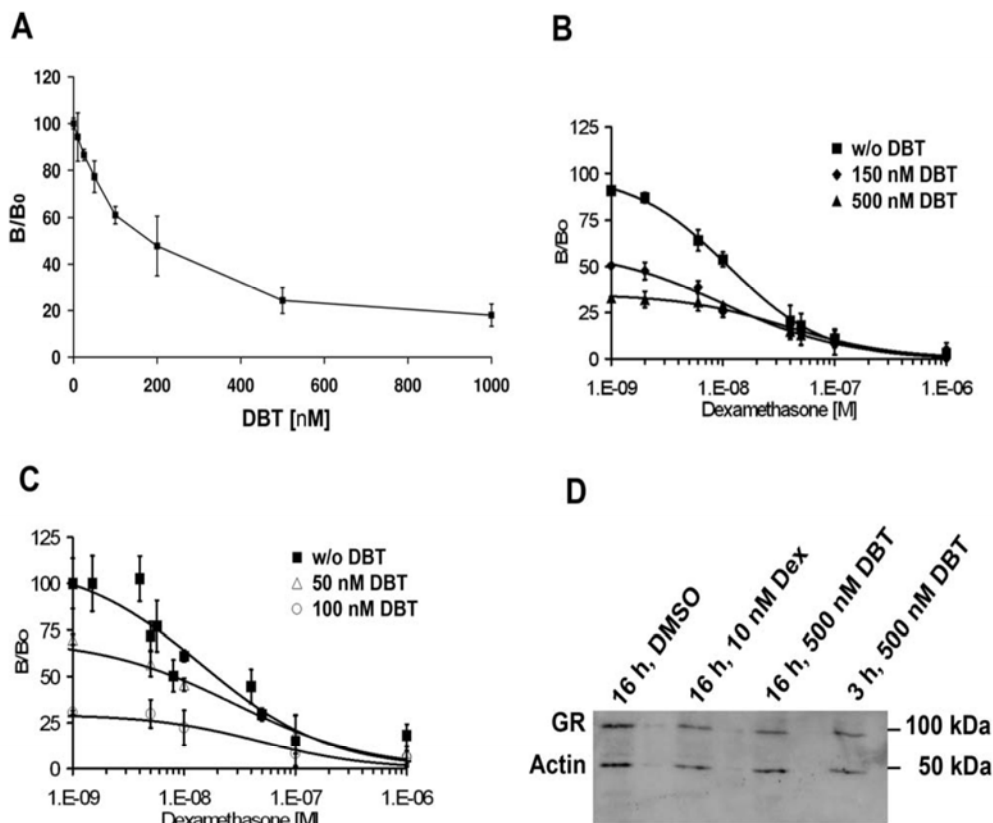 A
B/B0
120
100
80
60
40
20
0
0 200 400 600 800 1000
DBT [nM]
B
B/Bo
125
100
75
50
25
0
w/o DBT
150 nM DBT
500 nM DBT
1.E-09 1.E-08 1.E-07 1.E-06
Dexamethasone [M]
C
B/Bo
125
100
75
50
25
0
w/o DBT
50 nM DBT
100 nM DBT
1.E-09 1.E-08 1.E-07 1.E-06
Dexamethasone [M]
D
16 h, DMSO
16 h, 10 nM Dex
16 h, 500 nM DBT
3 h, 500 nM DBT
GR
100 kDa
Actin
50 kDa